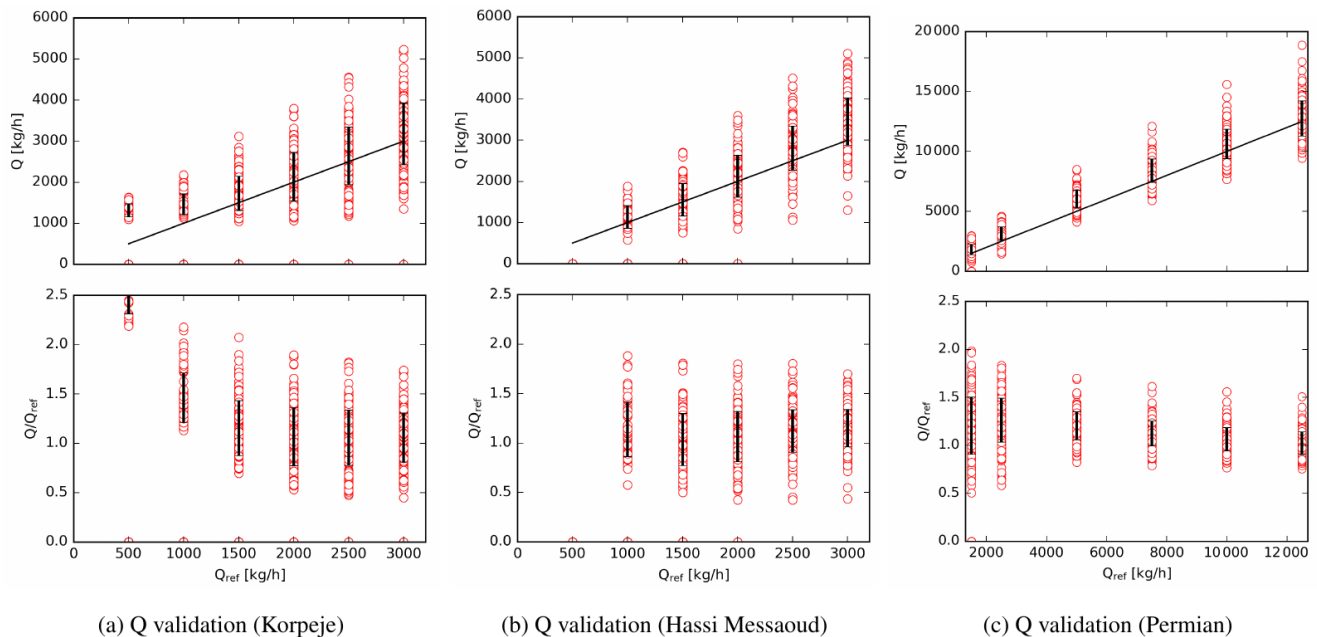 6000
5000
4000
3000
2000
1000
0
Q [kg/h]
2.5
2.0
1.5
1.0
0.5
0.0
Q/Qref
0 500 1000 1500 2000 2500 3000
Qref [kg/h]
(a) Q validation (Korpeje)
6000
5000
4000
3000
2000
1000
0
Q [kg/h]
2.5
2.0
1.5
1.0
0.5
0.0
Q/Qref
0 500 1000 1500 2000 2500 3000
Qref [kg/h]
(b) Q validation (Hassi Messaoud)
20000
15000
10000
5000
0
Q [kg/h]
2.5
2.0
1.5
1.0
0.5
0.0
Q/Qref
2000 4000 6000 8000 10000 12000
Qref [kg/h]
(c) Q validation (Permian)